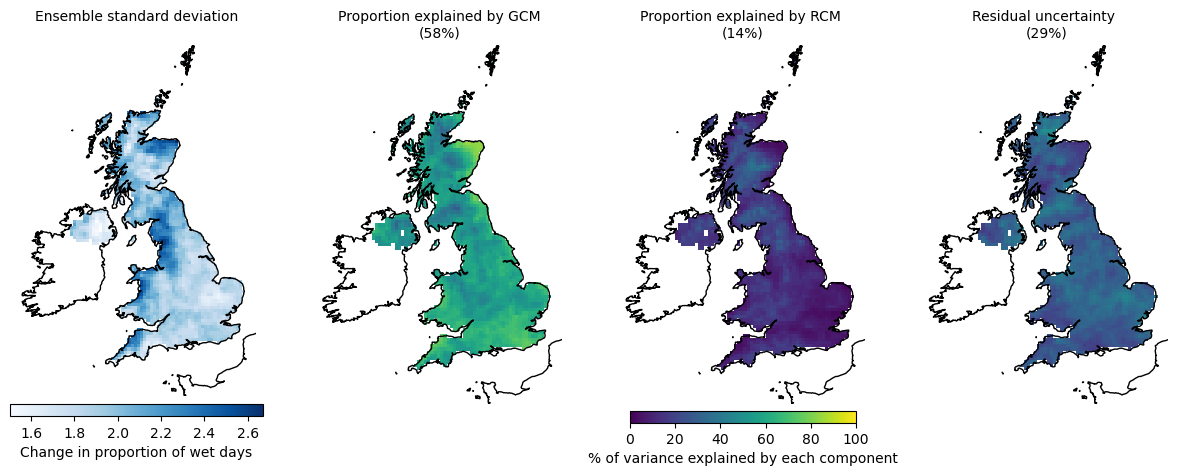 Ensemble standard deviation
Proportion explained by GCM
(58%)
Proportion explained by RCM
(14%)
Residual uncertainty
(29%)
1.6 1.8 2.0 2.2 2.4 2.6
Change in proportion of wet days
0 20 40 60 80 100
% of variance explained by each component